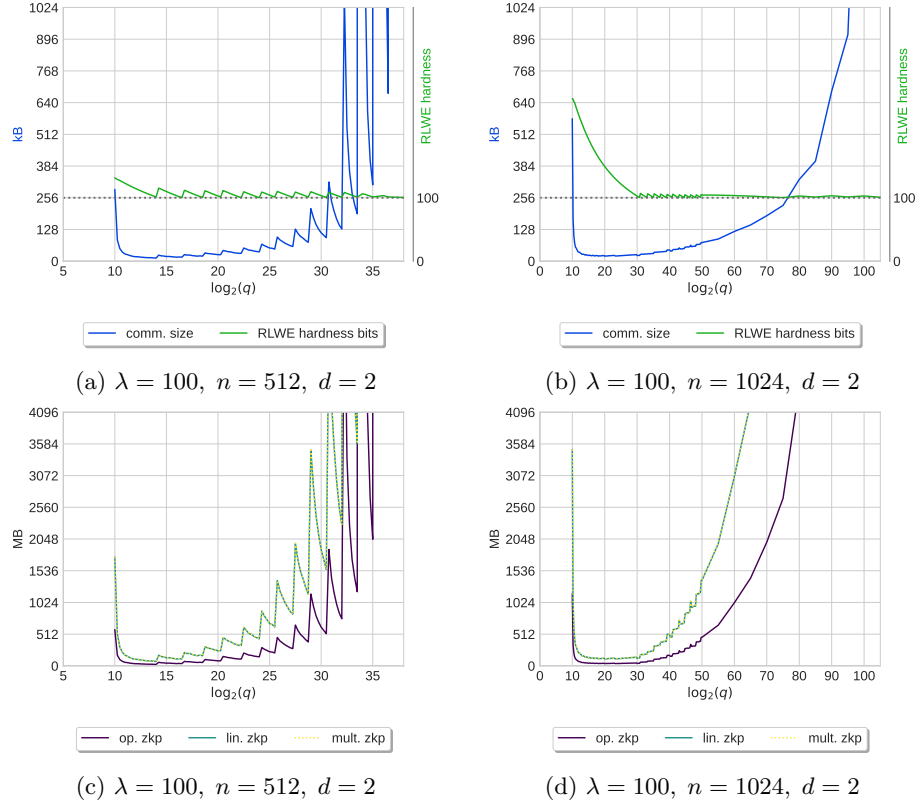 1024
896
768
640
512
384
256
128
0
kB
5 10 15 20 25 30 35
log₂(q)
100
0
RLWE hardness
comm. size RLWE hardness bits
(a) λ = 100, n = 512, d = 2
1024
896
768
640
512
384
256
128
0
kB
0 10 20 30 40 50 60 70 80 90 100
log₂(q)
100
0
RLWE hardness
comm. size RLWE hardness bits
(b) λ = 100, n = 1024, d = 2
4096
3584
3072
2560
2048
1536
1024
512
0
MB
5 10 15 20 25 30 35
log₂(q)
op. zkp lin. zkp mult. zkp
(c) λ = 100, n = 512, d = 2
4096
3584
3072
2560
2048
1536
1024
512
0
MB
0 10 20 30 40 50 60 70 80 90 100
log₂(q)
op. zkp lin. zkp mult. zkp
(d) λ = 100, n = 1024, d = 2